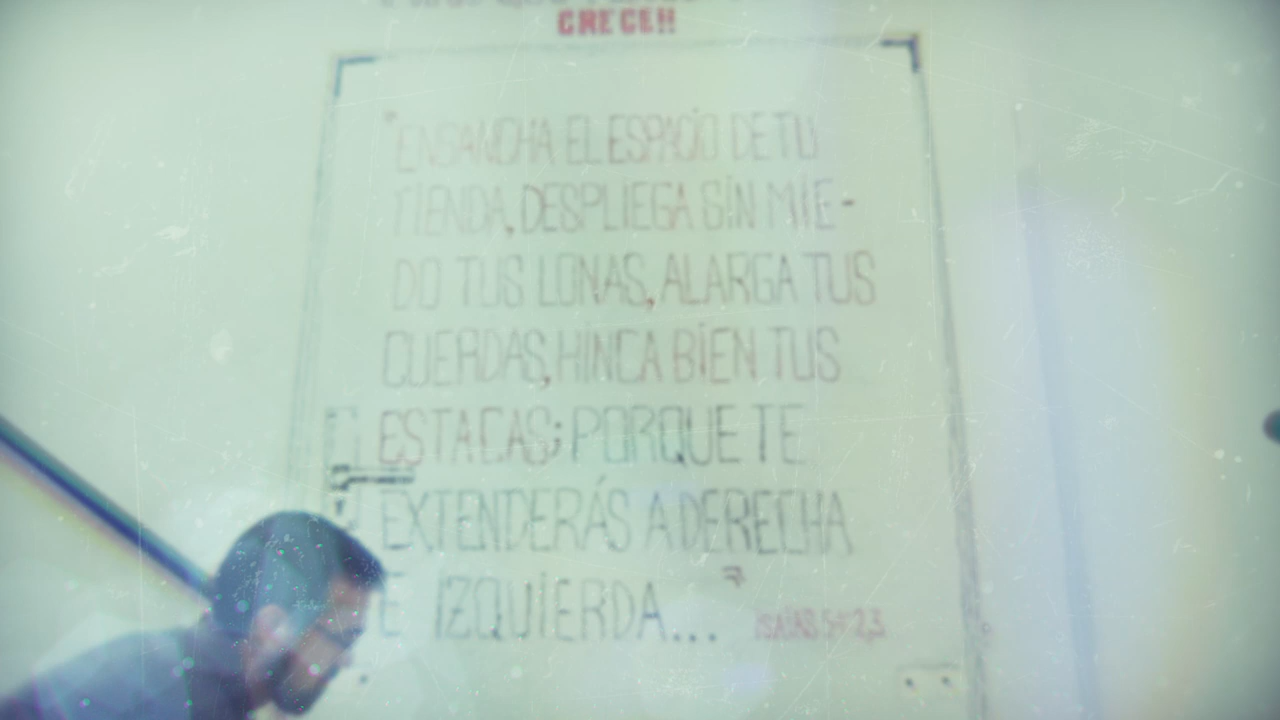 CRECE!!
"ENSANCHA EL ESPACIO DE TU
TIENDA, DESPLIEGA SIN MIE-
DO TUS LONAS, ALARGA TUS
CUERDAS, HINCA BIEN TUS
ESTACAS; PORQUE TE
EXTENDERÁS A DERECHA
E IZQUIERDA..."
ISAÍAS 54:2,3